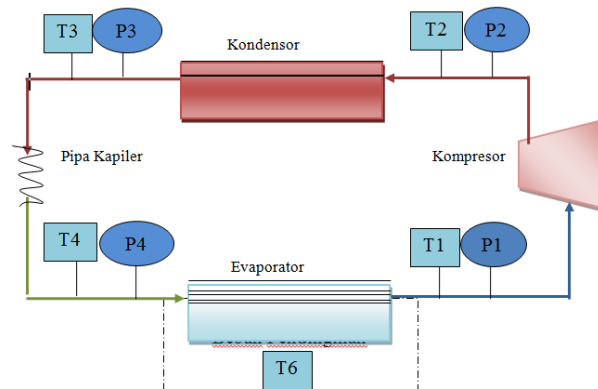 T3 P3 T2 P2
Kondensor
Pipa Kapiler Kompresor
T4 P4 T1 P1
Evaporator
T6